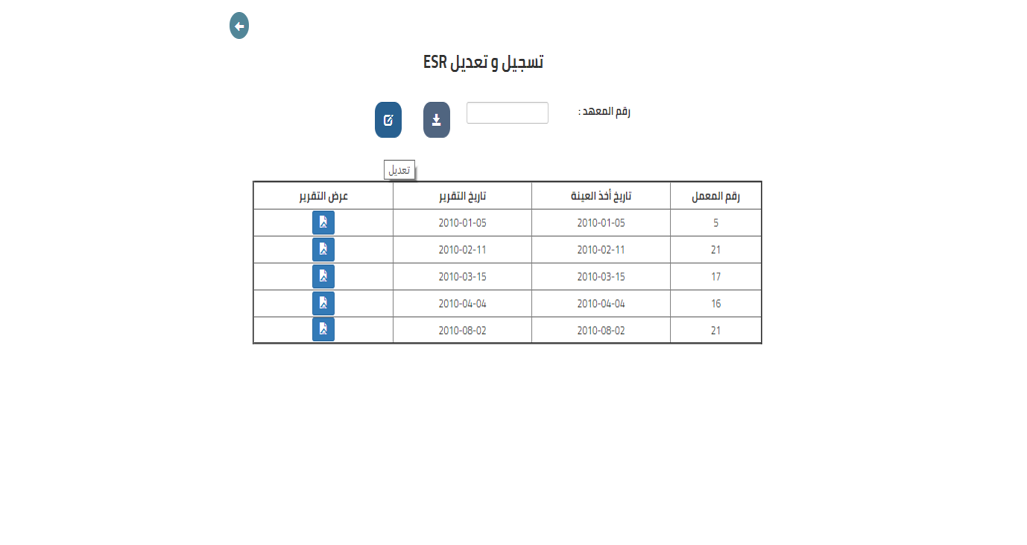 تسجيل و تعديل ESR
رقم المعهد :
تعديل
رقم المعمل تاريخ أخذ العينة تاريخ التقرير عرض التقرير
5 2010-01-05 2010-01-05
21 2010-02-11 2010-02-11
17 2010-03-15 2010-03-15
16 2010-04-04 2010-04-04
21 2010-08-02 2010-08-02